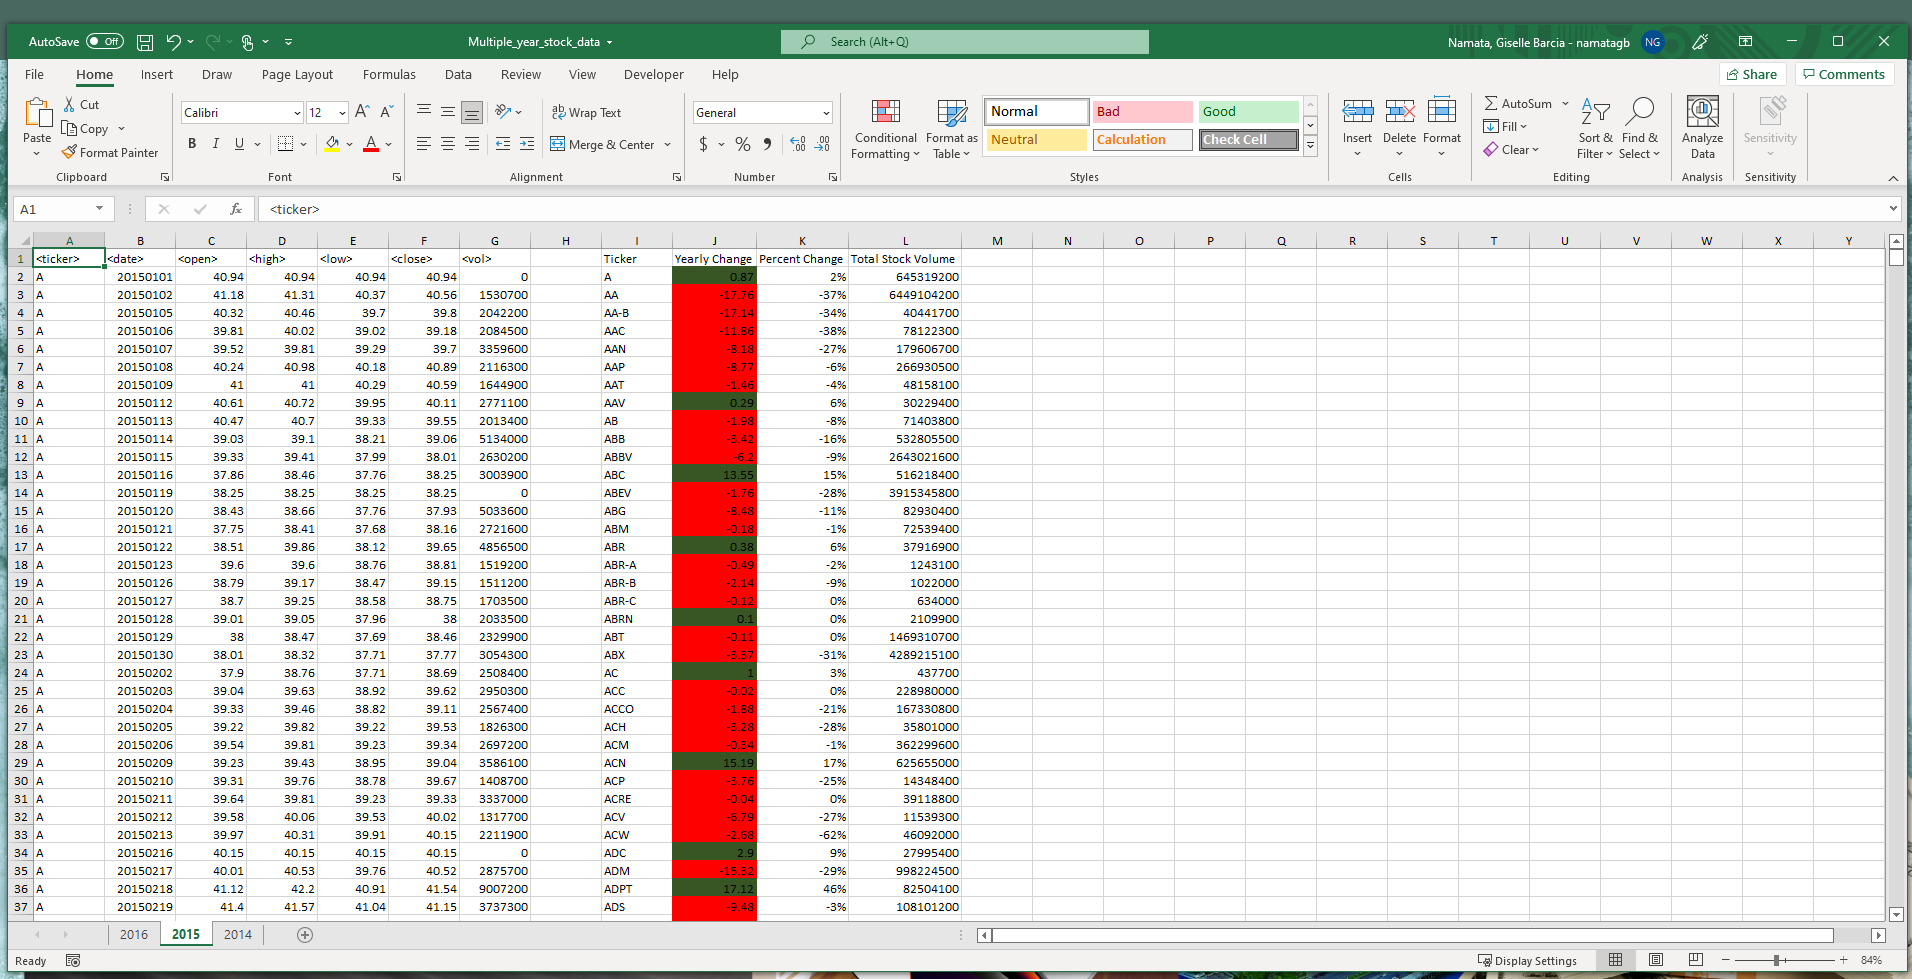 AutoSave Off Multiple_year_stock_data Search (Alt+Q) Namata, Giselle Barcia - namatagb NG
File Home Insert Draw Page Layout Formulas Data Review View Developer Help Share Comments
Paste Cut Copy Format Painter Clipboard
Calibri 12 B I U A A Font
Wrap Text Merge & Center Alignment
General $ % Number
Conditional Formatting Format as Table Normal Bad Good Neutral Calculation Check Cell Styles
Insert Delete Format Cells
AutoSum Fill Clear Sort & Filter Find & Select Editing
Analyze Data Analysis Sensitivity Sensitivity
A1 fx <ticker>
A B C D E F G H I J K L M N O P Q R S T U V W X Y
1 <ticker> <date> <open> <high> <low> <close> <vol> Ticker Yearly Change Percent Change Total Stock Volume
2 A 20150101 40.94 40.94 40.94 40.94 0 A 0.87 2% 645319200
3 A 20150102 41.18 41.31 40.37 40.56 1530700 AA -17.76 -37% 6449104200
4 A 20150105 40.32 40.46 39.7 39.8 2042200 AA-B -17.14 -34% 40441700
5 A 20150106 39.81 40.02 39.02 39.18 2084500 AAC -11.86 -38% 78122300
6 A 20150107 39.52 39.81 39.29 39.7 3359600 AAN -8.18 -27% 179606700
7 A 20150108 40.24 40.98 40.18 40.89 2116300 AAP -8.77 -6% 266930500
8 A 20150109 41 41 40.29 40.59 1644900 AAT -1.46 -4% 48158100
9 A 20150112 40.61 40.72 39.95 40.11 2771100 AAV 0.29 6% 30229400
10 A 20150113 40.47 40.7 39.33 39.55 2013400 AB -1.98 -8% 71403800
11 A 20150114 39.03 39.1 38.21 39.06 5134000 ABB -3.42 -16% 532805500
12 A 20150115 39.33 39.41 37.99 38.01 2630200 ABBV -6.2 -9% 2643021600
13 A 20150116 37.86 38.46 37.76 38.25 3003900 ABC 13.55 15% 516218400
14 A 20150119 38.25 38.25 38.25 38.25 0 ABEV -1.76 -28% 3915345800
15 A 20150120 38.43 38.66 37.76 37.93 5033600 ABG -8.48 -11% 82930400
16 A 20150121 37.75 38.41 37.68 38.16 2721600 ABM -0.18 -1% 72539400
17 A 20150122 38.51 39.86 38.12 39.65 4856500 ABR 0.38 6% 37916900
18 A 20150123 39.6 39.6 38.76 38.81 1519200 ABR-A -0.49 -2% 1243100
19 A 20150126 38.79 39.17 38.47 39.15 1511200 ABR-B -2.14 -9% 1022000
20 A 20150127 38.7 39.25 38.58 38.75 1703500 ABR-C -0.12 0% 634000
21 A 20150128 39.01 39.05 37.96 38 2033500 ABRN 0.1 0% 2109900
22 A 20150129 38 38.47 37.69 38.46 2329900 ABT -0.11 0% 1469310700
23 A 20150130 38.01 38.32 37.71 37.77 3054300 ABX -3.37 -31% 4289215100
24 A 20150202 37.9 38.76 37.71 38.69 2508400 AC 1 3% 437700
25 A 20150203 39.04 39.63 38.92 39.62 2950300 ACC -0.02 0% 228980000
26 A 20150204 39.33 39.46 38.82 39.11 2567400 ACCO -1.88 -21% 167330800
27 A 20150205 39.22 39.82 39.22 39.53 1826300 ACH -3.28 -28% 35801000
28 A 20150206 39.54 39.81 39.23 39.34 2697200 ACM -0.34 -1% 362299600
29 A 20150209 39.23 39.43 38.95 39.04 3586100 ACN 15.19 17% 625655000
30 A 20150210 39.31 39.76 38.78 39.67 1408700 ACP -3.76 -25% 14348400
31 A 20150211 39.64 39.81 39.23 39.33 3337000 ACRE -0.04 0% 39118800
32 A 20150212 39.58 40.06 39.53 40.02 1317700 ACV -6.79 -27% 11539300
33 A 20150213 39.97 40.31 39.91 40.15 2211900 ACW -2.68 -62% 46092000
34 A 20150216 40.15 40.15 40.15 40.15 0 ADC 2.9 9% 27995400
35 A 20150217 40.01 40.53 39.76 40.52 2875700 ADM -15.32 -29% 998224500
36 A 20150218 41.12 42.2 40.91 41.54 9007200 ADPT 17.12 46% 82504100
37 A 20150219 41.4 41.57 41.04 41.15 3737300 ADS -9.48 -3% 108101200
2016 2015 2014
Ready Display Settings 84%